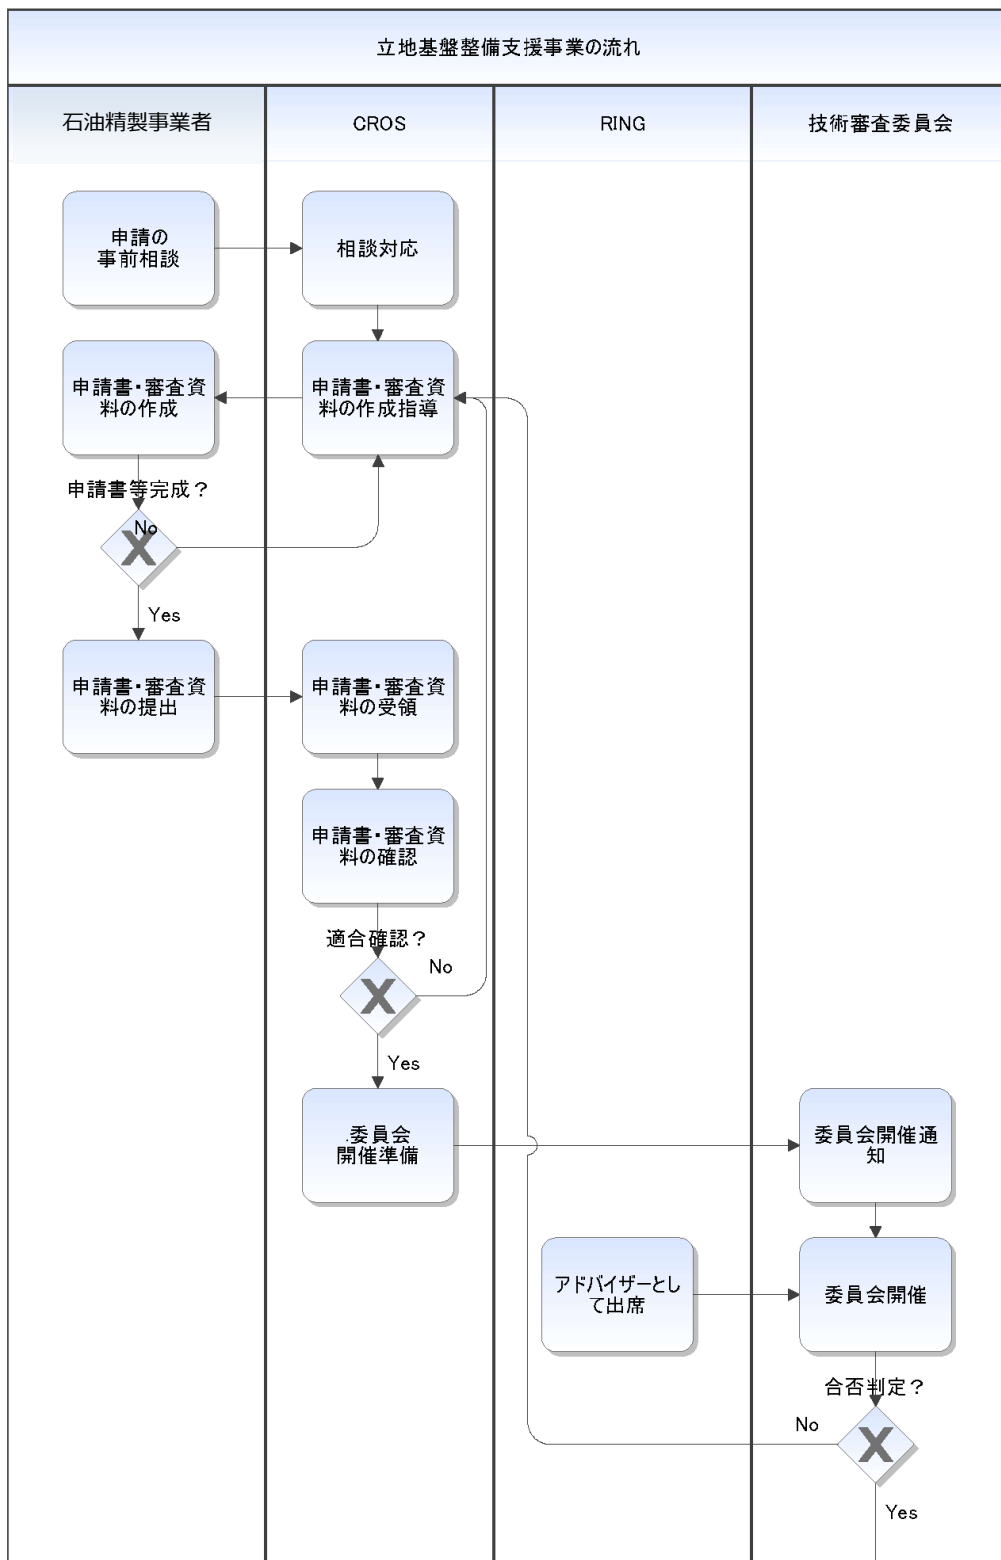 立地基盤整備支援事業の流れ
石油精製事業者
CROS
RING
技術審査委員会
申請の
事前相談
相談対応
申請書・審査資
料の作成
申請書・審査資
料の作成指導
申請書等完成？
No
Yes
申請書・審査資
料の提出
申請書・審査資
料の受領
申請書・審査資
料の確認
適合確認？
No
Yes
.委員会
開催準備
委員会開催通
知
アドバイザーとし
て出席
委員会開催
合否判定？
No
Yes